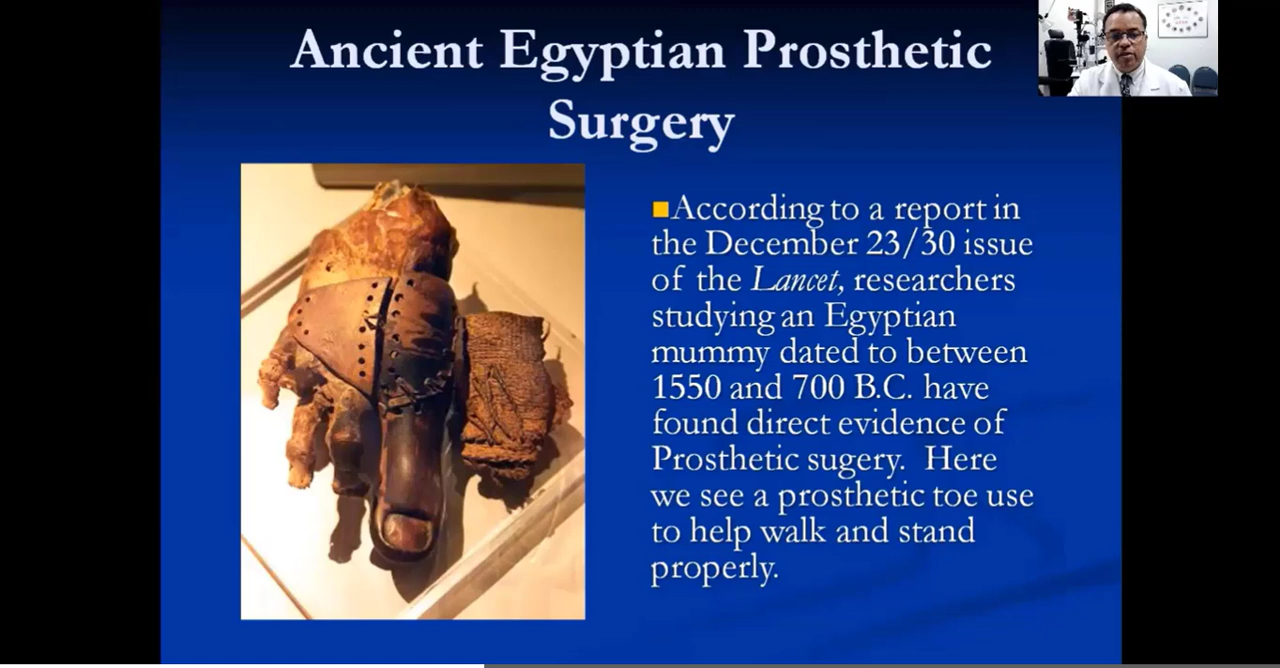 Ancient Egyptian Prosthetic
Surgery
According to a report in
the December 23/30 issue
of the Lancet, researchers
studying an Egyptian
mummy dated to between
1550 and 700 B.C. have
found direct evidence of
Prosthetic sugery. Here
we see a prosthetic toe use
to help walk and stand
properly.